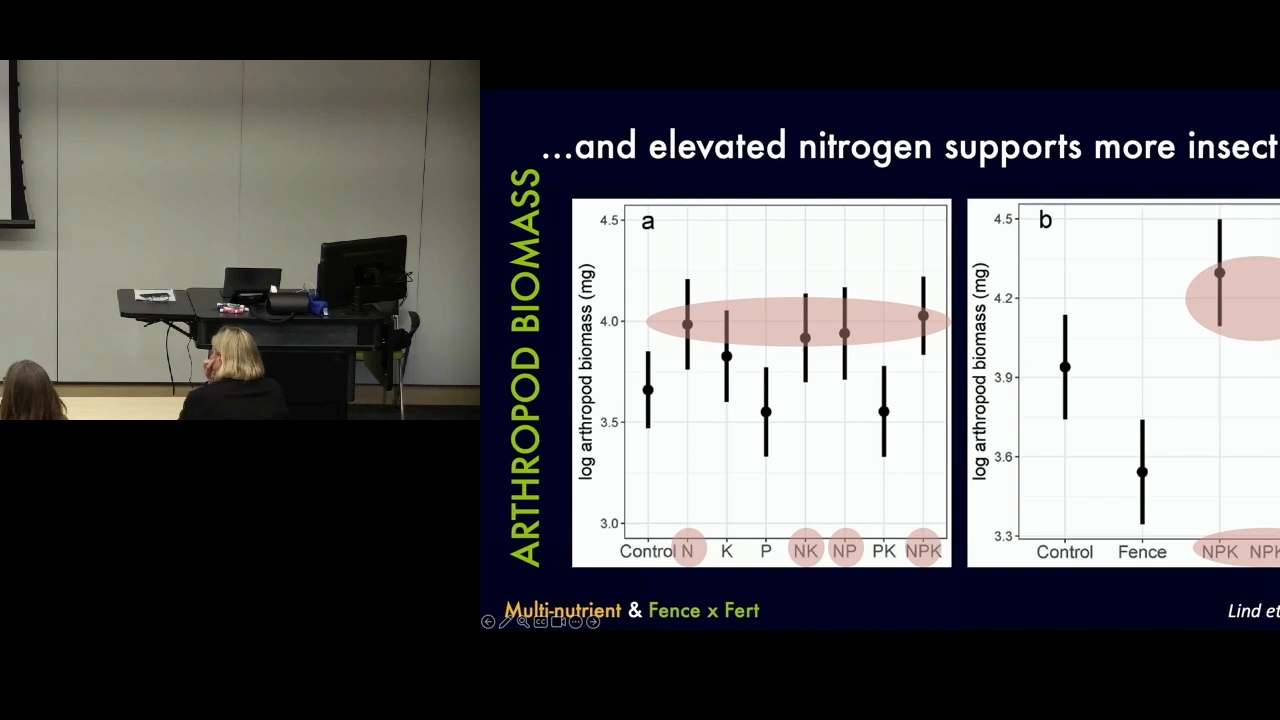 ...and elevated nitrogen supports more insect
ARTHROPOD BIOMASS
a
log arthropod biomass (mg)
4.5
4.0
3.5
3.0
Control N K P NK NP PK NPK
b
log arthropod biomass (mg)
4.5
4.2
3.9
3.6
3.3
Control Fence NPK NPK
Multi-nutrient & Fence x Fert
Lind et